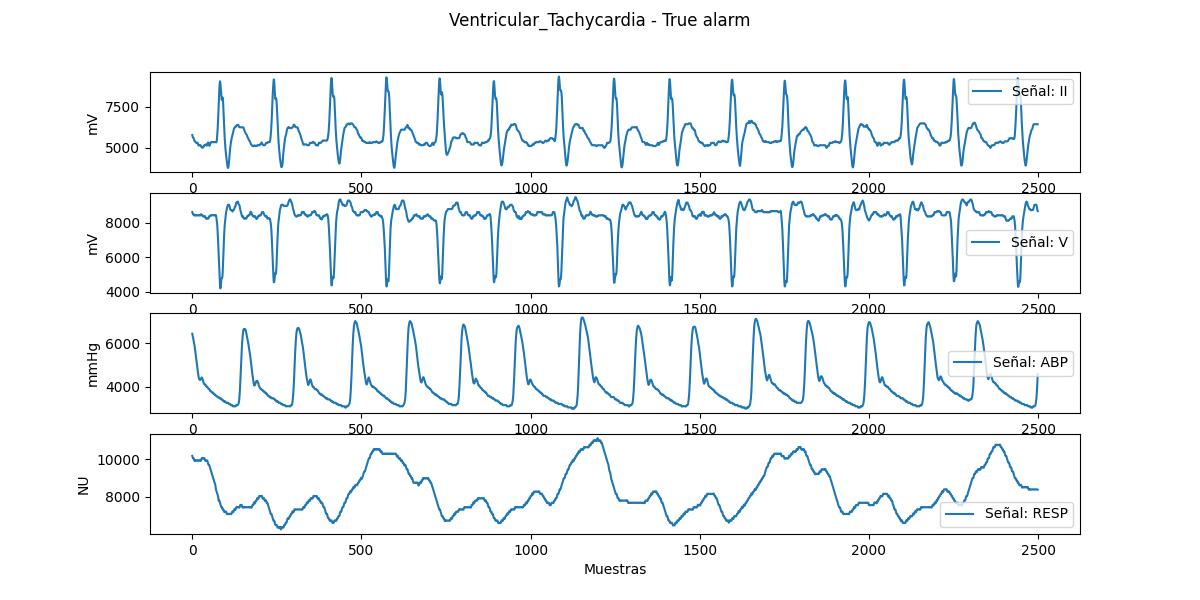 Ventricular_Tachycardia - True alarm
mV
7500
5000
Señal: II
0 500 1000 1500 2000 2500
mV
8000
6000
4000
Señal: V
0 500 1000 1500 2000 2500
mmHg
6000
4000
Señal: ABP
0 500 1000 1500 2000 2500
NU
10000
8000
Señal: RESP
0 500 1000 1500 2000 2500
Muestras